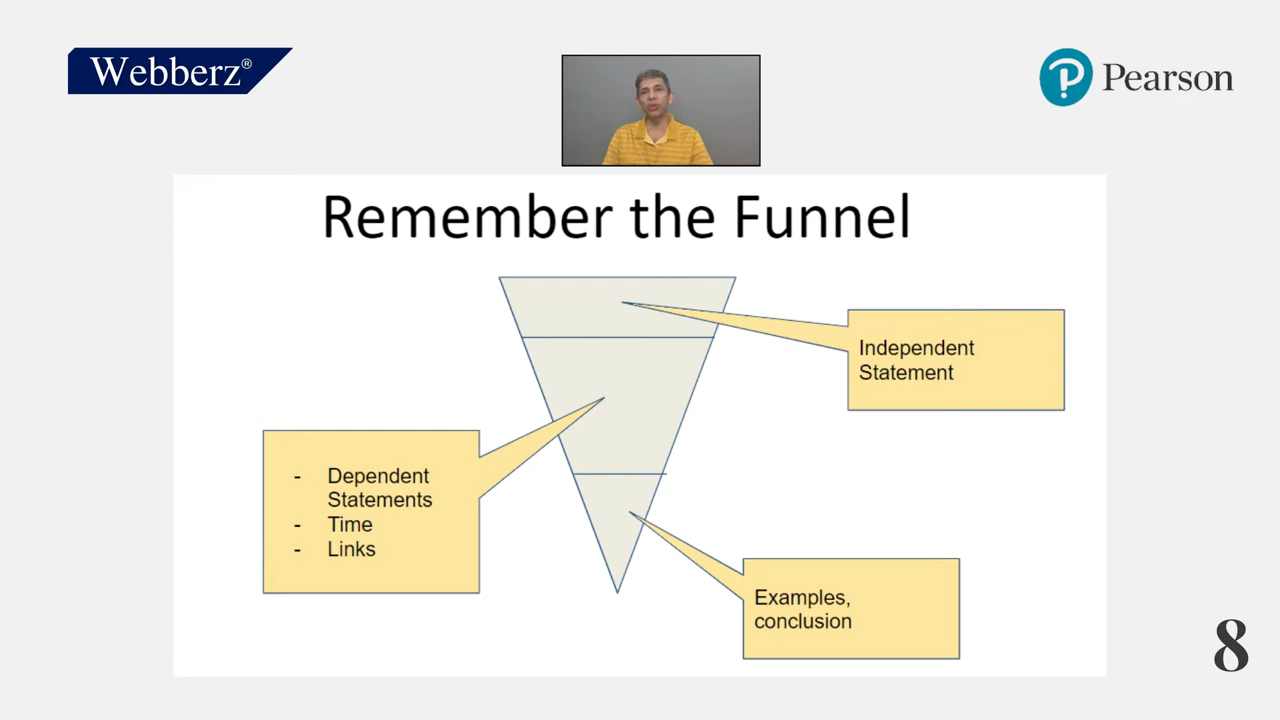 Webberz®
Pearson
Remember the Funnel
Independent
Statement
- Dependent
Statements
- Time
- Links
Examples,
conclusion
8